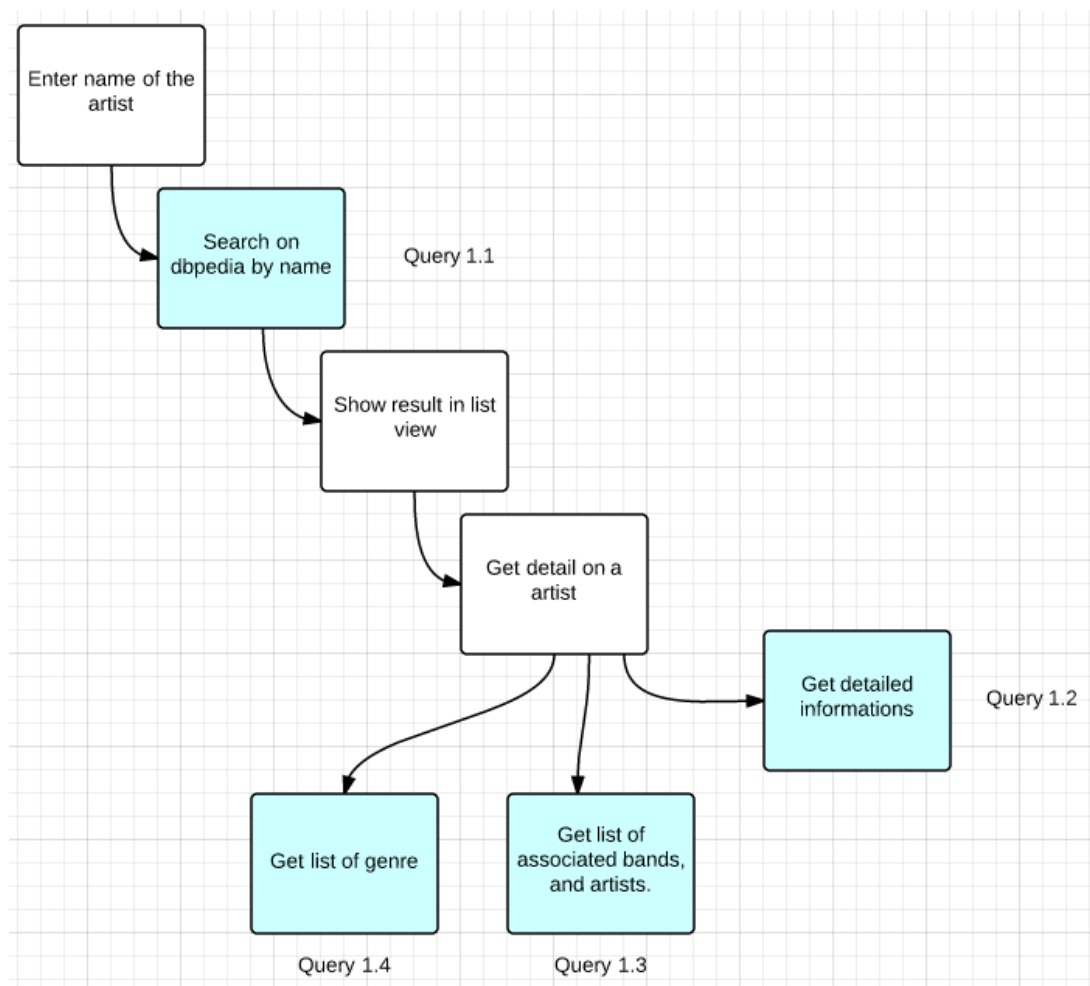 Enter name of the
artist
Search on
dbpedia by name
Query 1.1
Show result in list
view
Get detail on a
artist
Get detailed
informations
Query 1.2
Get list of genre
Get list of
associated bands,
and artists.
Query 1.4
Query 1.3